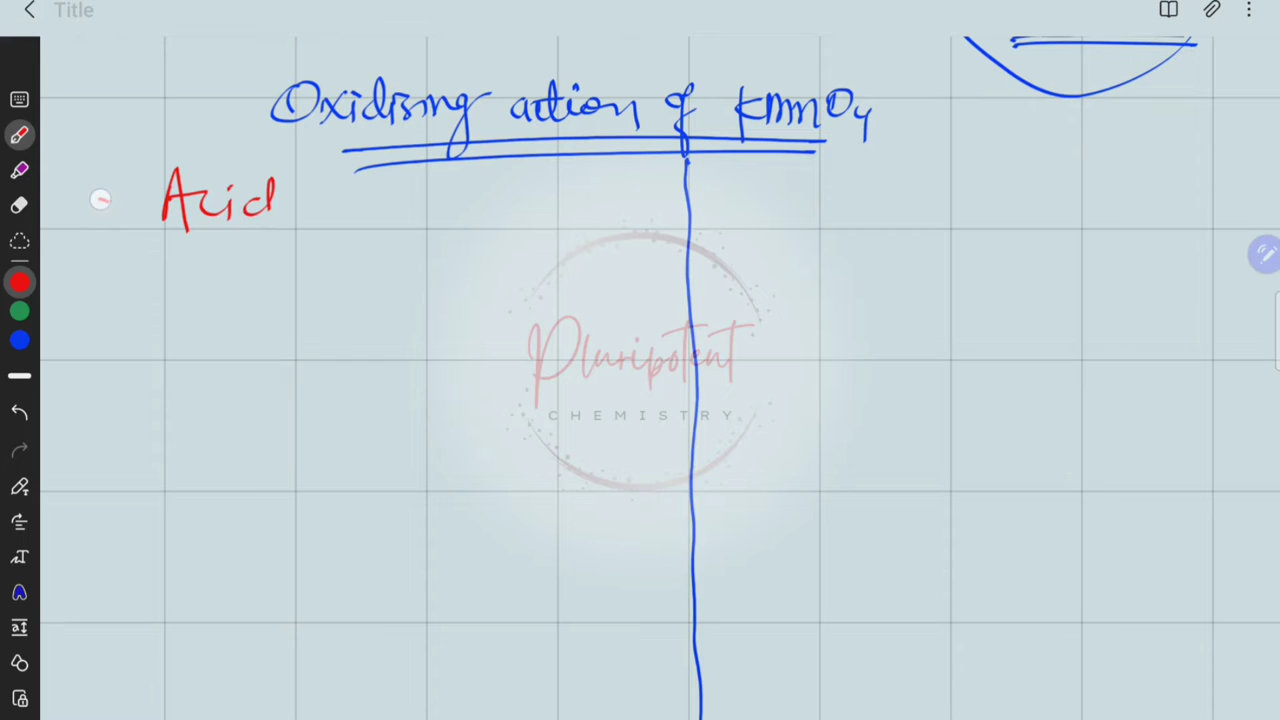 Title
Oxidising action of KMnO4
Acid
Pluripotent
CHEMISTRY